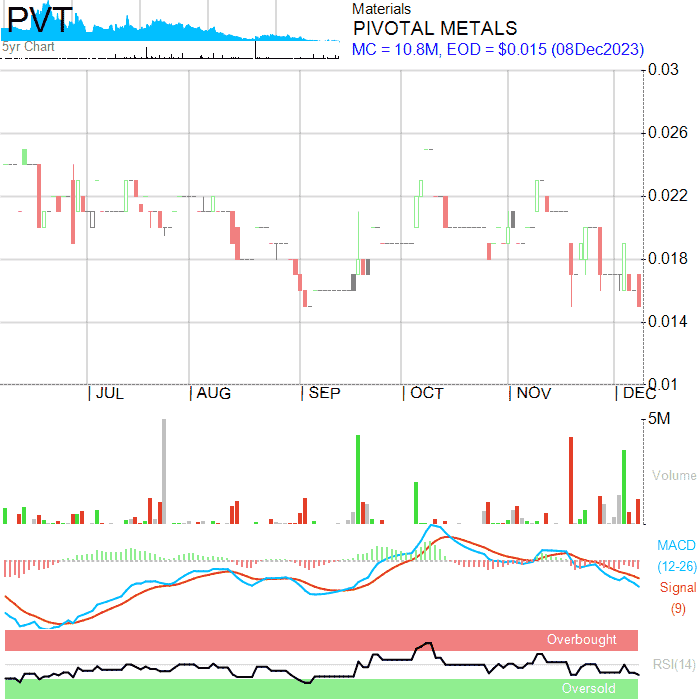 PVT
5yr Chart
Materials
PIVOTAL METALS
MC = 10.8M, EOD = $0.015 (08Dec2023)
0.03
0.026
0.022
0.018
0.014
0.01
JUL AUG SEP OCT NOV DEC
5M
Volume
MACD
(12-26)
Signal
(9)
Overbought
RSI(14)
Oversold